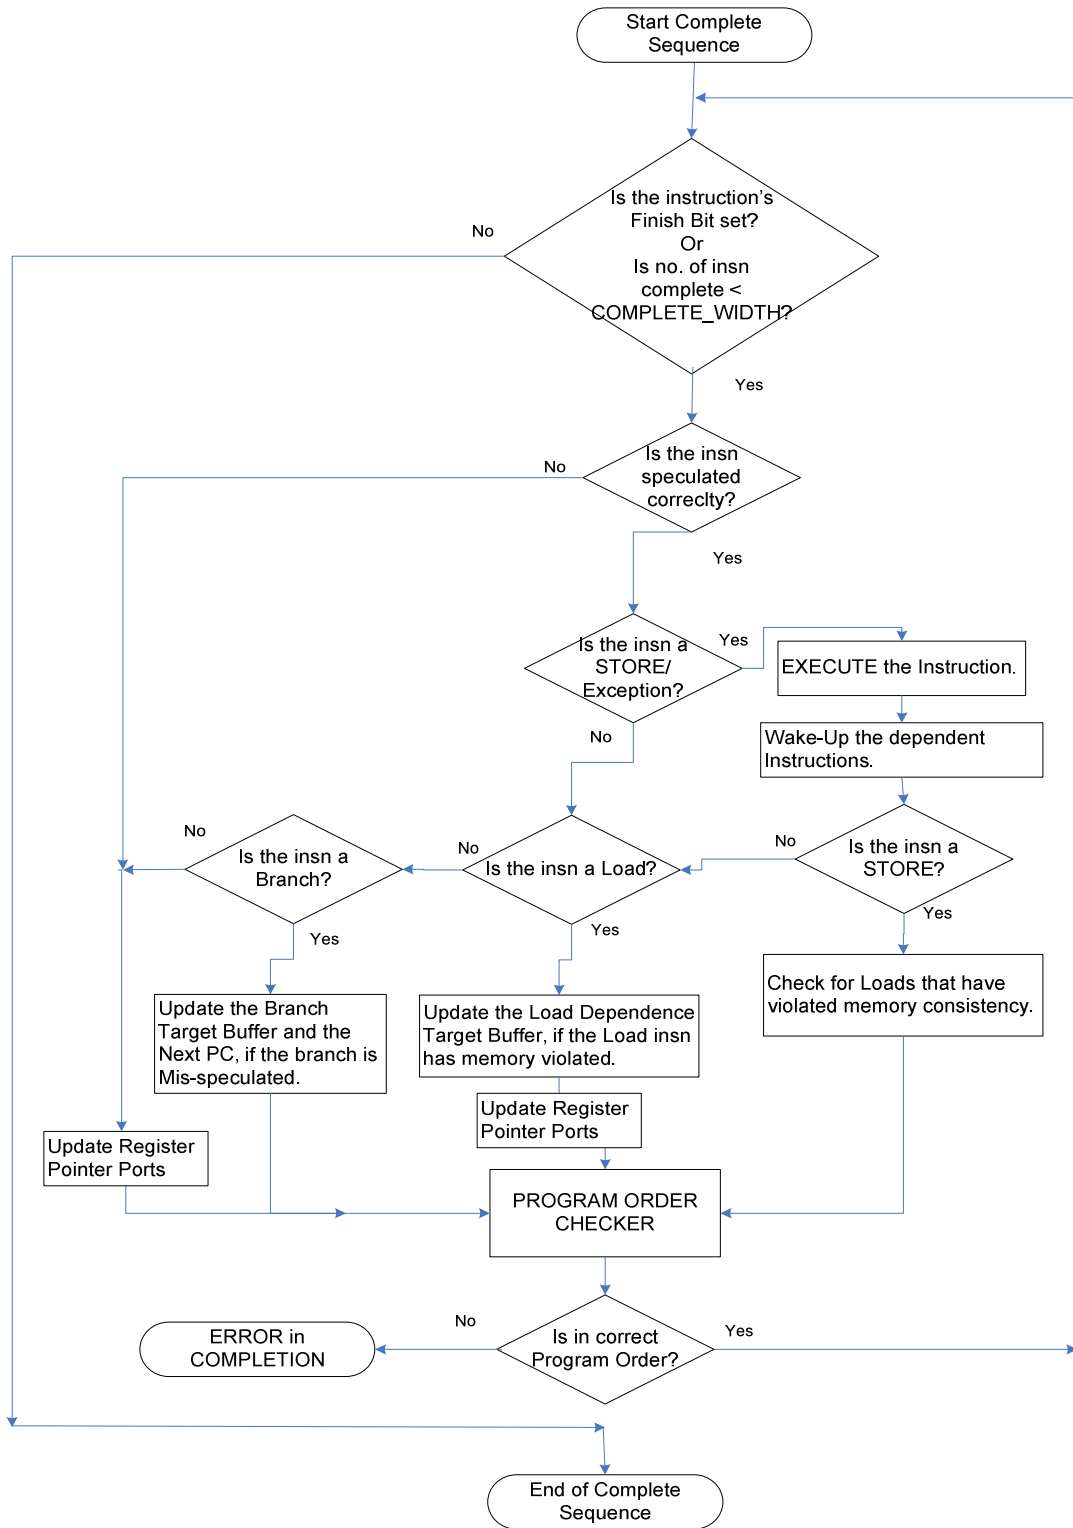 Start Complete
Sequence
Is the instruction's
Finish Bit set?
Or
Is no. of insn
complete <
COMPLETE_WIDTH?
No
Yes
Is the insn
speculated
correclty?
No
Yes
Is the insn a
STORE/
Exception?
Yes
No
EXECUTE the Instruction.
Wake-Up the dependent
Instructions.
Is the insn a
STORE?
No
Yes
Is the insn a Load?
No
Yes
Is the insn a
Branch?
No
Yes
Check for Loads that have
violated memory consistency.
Update the Branch
Target Buffer and the
Next PC, if the branch is
Mis-speculated.
Update the Load Dependence
Target Buffer, if the Load insn
has memory violated.
Update Register
Pointer Ports
Update Register
Pointer Ports
PROGRAM ORDER
CHECKER
Is in correct
Program Order?
No
Yes
ERROR in
COMPLETION
End of Complete
Sequence